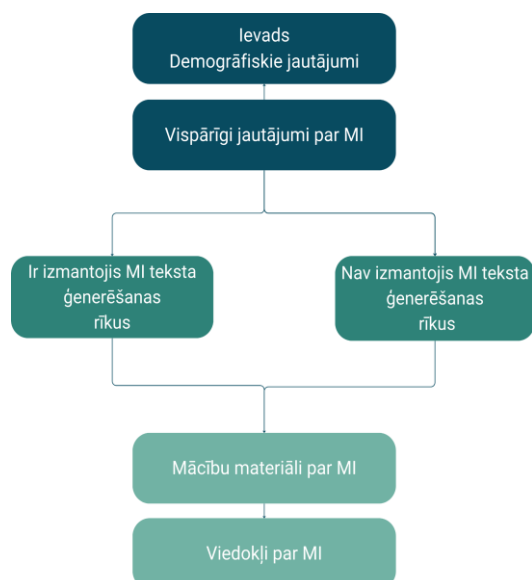 Ievads
Demogrāfiskie jautājumi
Vispārīgi jautājumi par MI
Ir izmantojis MI teksta
ģenerēšanas
rīkus
Nav izmantojis MI teksta
ģenerēšanas
rīkus
Mācību materiāli par MI
Viedokļi par MI